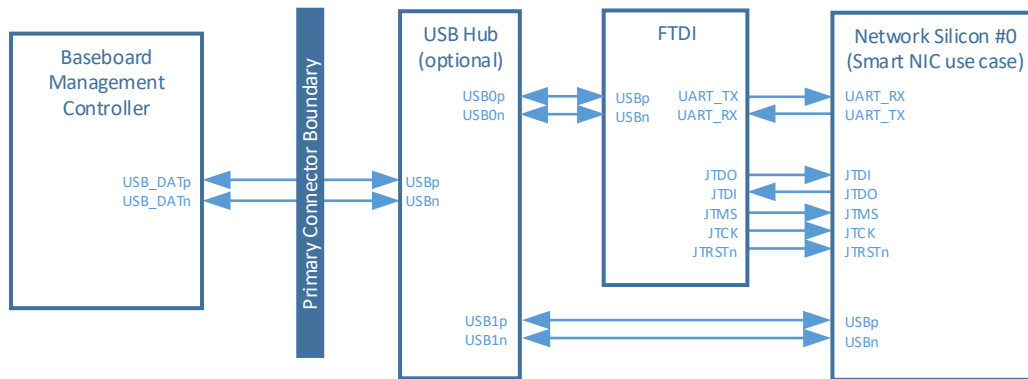 Baseboard
Management
Controller
USB_DATp
USB_DATn
Primary Connector Boundary
USB Hub
(optional)
USB0p
USB0n
USBp
USBn
USB1p
USB1n
FTDI
USBp
USBn
UART_TX
UART_RX
JTDO
JTDI
JTMS
JTCK
JTRSTn
Network Silicon #0
(Smart NIC use case)
UART_RX
UART_TX
JTDI
JTDO
JTMS
JTCK
JTRSTn
USBp
USBn